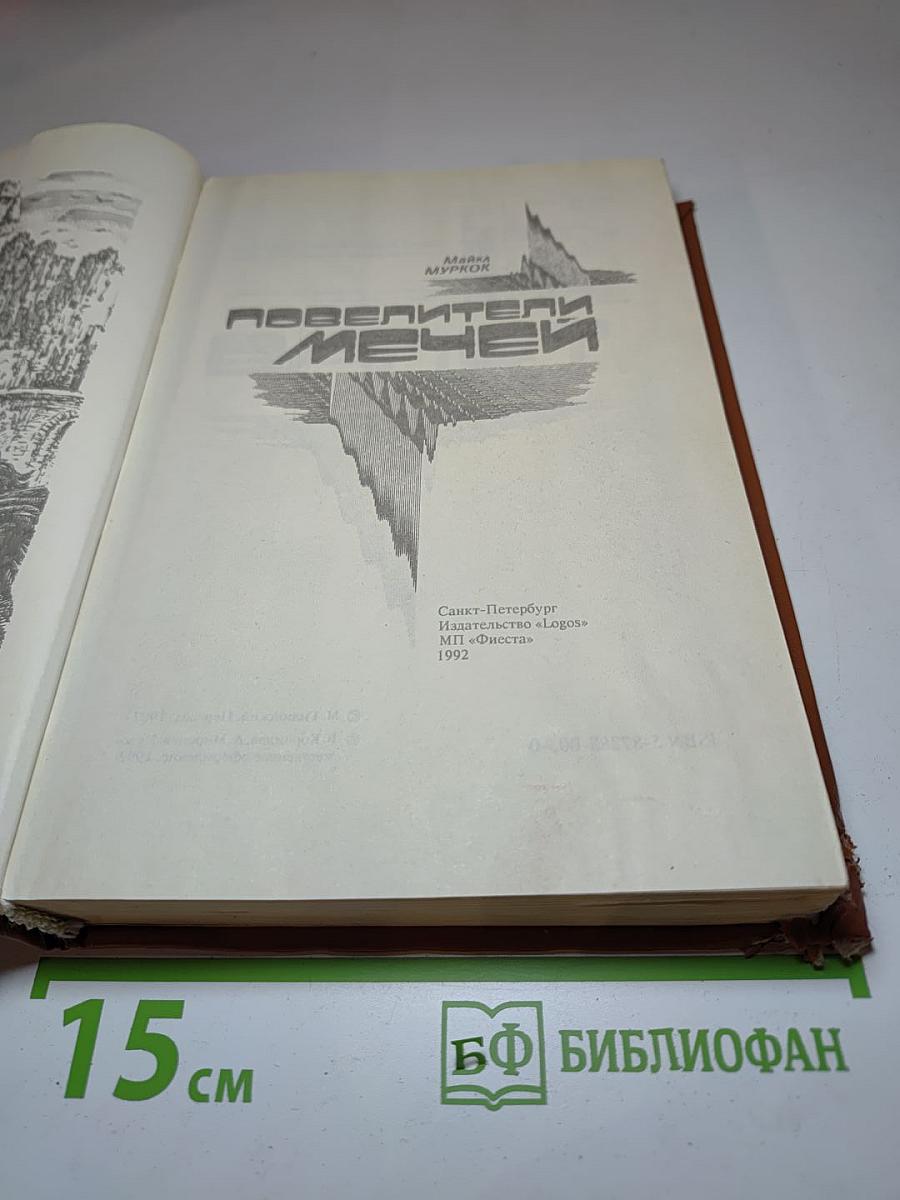 Майкл
МУРКОК
ПОВЕЛИТЕЛИ
МЕЧЕЙ
Санкт-Петербург
Издательство «Logos»
МП «Фиеста»
1992
15 см
БФ БИБЛИОФАН